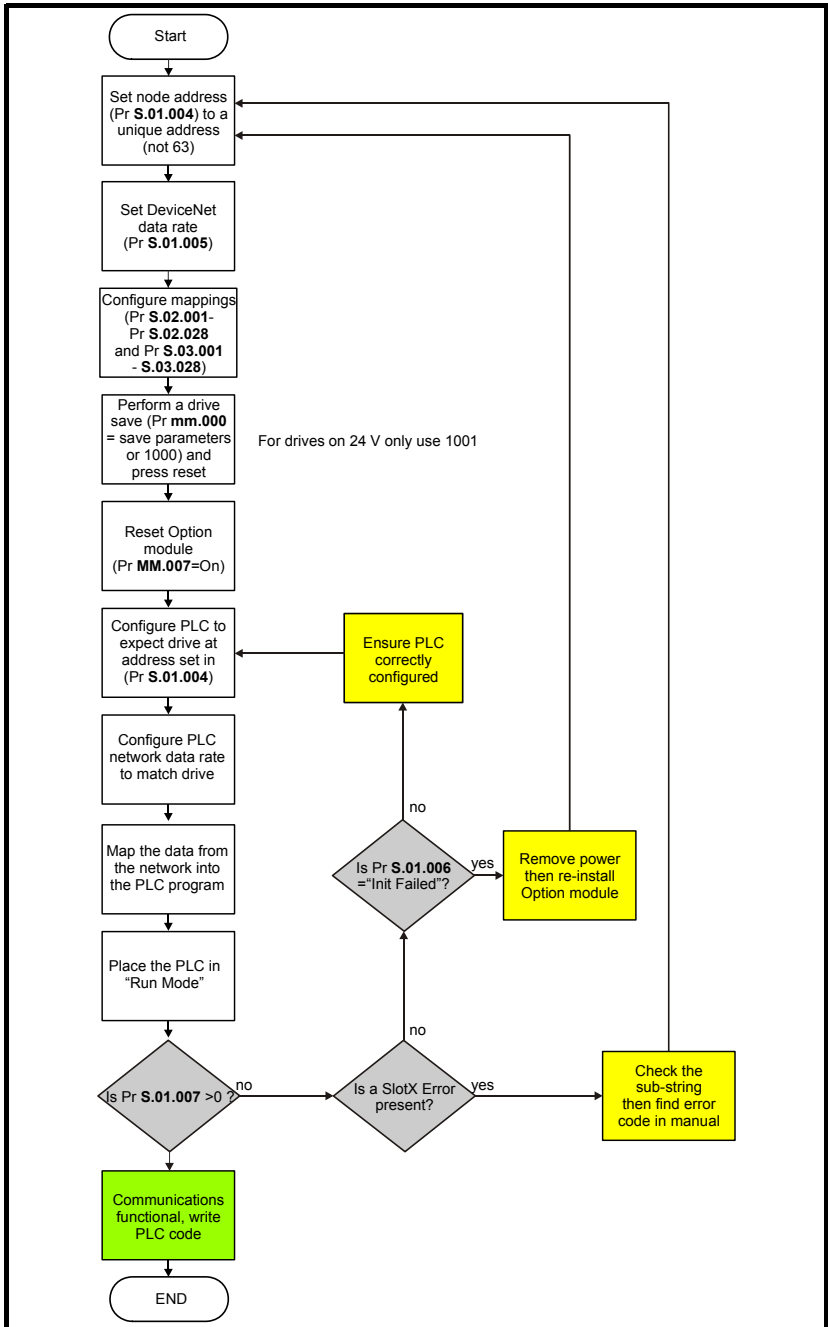 Start
Set node address
(Pr S.01.004) to a
unique address
(not 63)
Set DeviceNet
data rate
(Pr S.01.005)
Configure mappings
(Pr S.02.001-
Pr S.02.028
and Pr S.03.001
- S.03.028)
Perform a drive
save (Pr mm.000
= save parameters
or 1000) and
press reset
For drives on 24 V only use 1001
Reset Option
module
(Pr MM.007=On)
Configure PLC to
expect drive at
address set in
(Pr S.01.004)
Ensure PLC
correctly
configured
Configure PLC
network data rate
to match drive
no
Map the data from
the network into
the PLC program
Is Pr S.01.006
="Init Failed"?
yes
Remove power
then re-install
Option module
Place the PLC in
“Run Mode”
no
Is Pr S.01.007 >0 ?
no
Is a SlotX Error
present?
yes
Check the
sub-string
then find error
code in manual
Communications
functional, write
PLC code
END